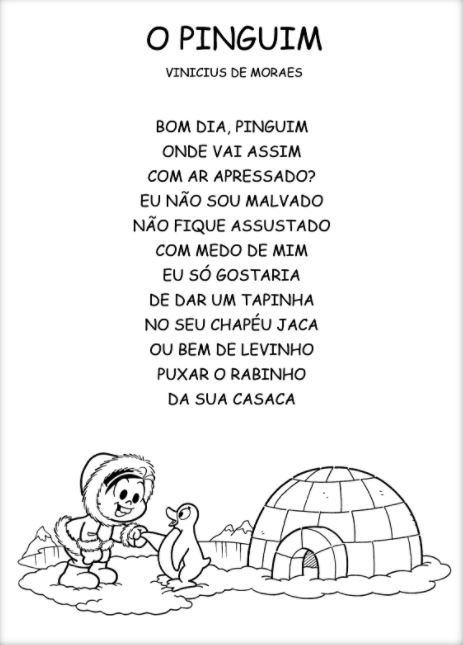 O PINGUIM
VINICIUS DE MORAES
BOM DIA, PINGUIM
ONDE VAI ASSIM
COM AR APRESSADO?
EU NÃO SOU MALVADO
NÃO FIQUE ASSUSTADO
COM MEDO DE MIM
EU SÓ GOSTARIA
DE DAR UM TAPINHA
NO SEU CHAPÉU JACA
OU BEM DE LEVINHO
PUXAR O RABINHO
DA SUA CASACA